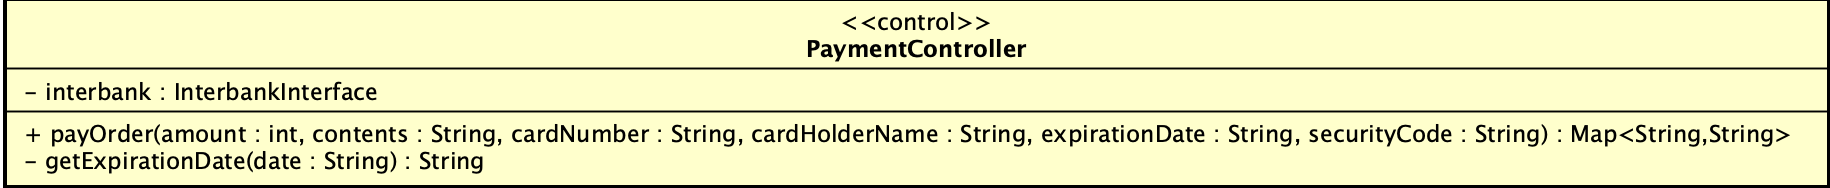 <<control>>
PaymentController
- interbank : InterbankInterface
+ payOrder(amount : int, contents : String, cardNumber : String, cardHolderName : String, expirationDate : String, securityCode : String) : Map<String,String>
- getExpirationDate(date : String) : String